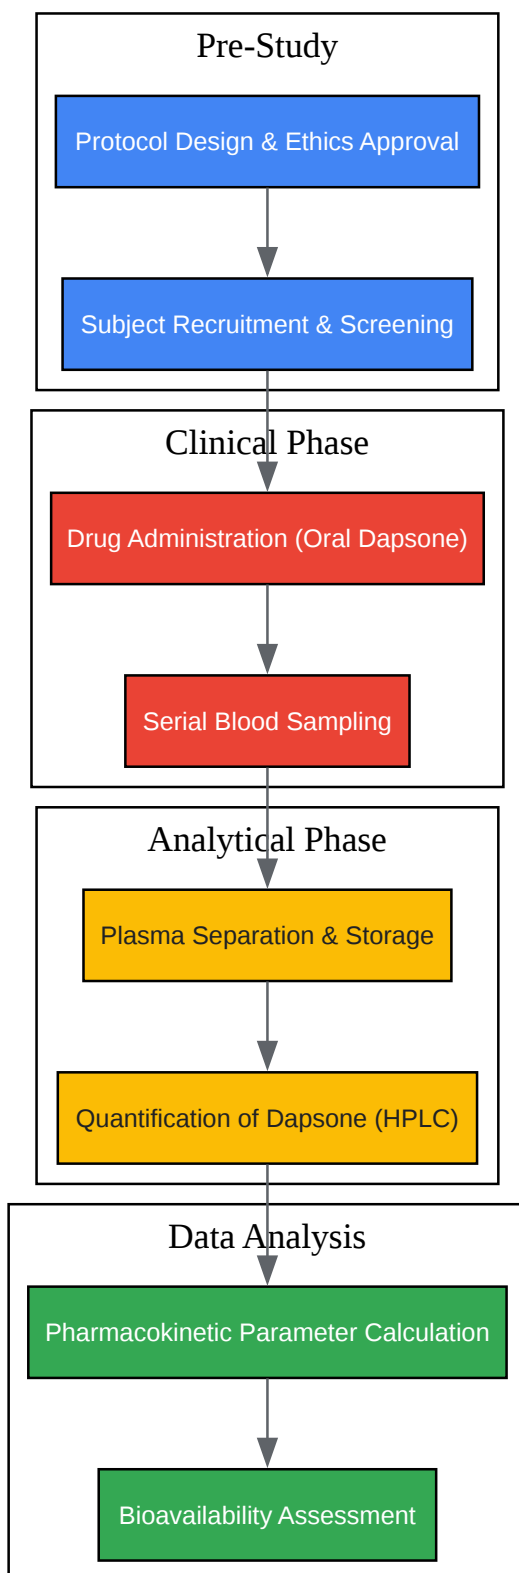 Pre-Study
Protocol Design & Ethics Approval
Subject Recruitment & Screening
Clinical Phase
Drug Administration (Oral Dapsone)
Serial Blood Sampling
Analytical Phase
Plasma Separation & Storage
Quantification of Dapsone (HPLC)
Data Analysis
Pharmacokinetic Parameter Calculation
Bioavailability Assessment